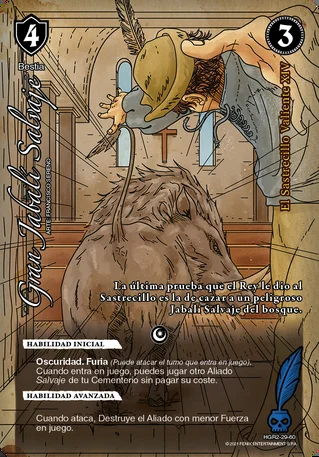 4
3
Bestia
Gran Jabalí Salvaje
ARTE: FRANCISCO SERENO
El Sastrecillo Valiente XIV
La última prueba que el Rey le dio al
Sastrecillo es la de cazar a un peligroso
Jabalí Salvaje del bosque.
HABILIDAD INICIAL
Oscuridad. Furia (Puede atacar el turno que entra en juego).
Cuando entra en juego, puedes jugar otro Aliado
Salvaje de tu Cementerio sin pagar su coste.
HABILIDAD AVANZADA
Cuando ataca, Destruye el Aliado con menor Fuerza
en juego.
HGR2-29-60
© 2021 FENIX ENTERTAINMENT S.P.A.